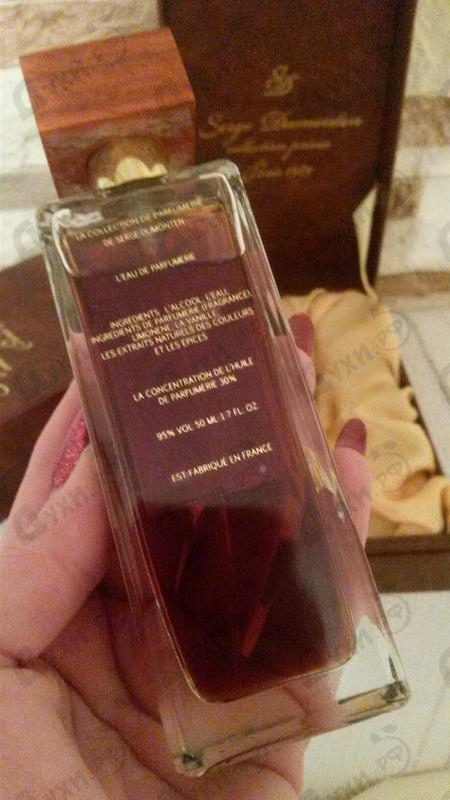 Serge Dumonten
LA COLLECTION DE PARFUMERIE
DE SERGE DUMONTEN
L'EAU DE PARFUMERIE
INGREDIENTS, L'ALCOOL, L'EAU,
INGREDIENTS DE PARFUMERIE (FRAGRANCE),
LIMONENE, LA VANILLE,
LES EXTRAITS NATURELS DES COULEURS
ET LES EPICES
LA CONCENTRATION DE L'HUILE
DE PARFUMERIE 30%
95% VOL 50 ML 1.7 FL. OZ.
EST FABRIQUE EN FRANCE